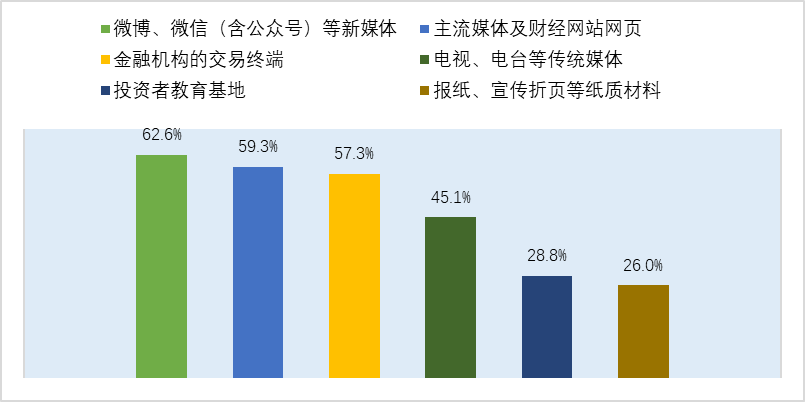 微博、微信（含公众号）等新媒体 主流媒体及财经网站网页
金融机构的交易终端 电视、电台等传统媒体
投资者教育基地 报纸、宣传折页等纸质材料
62.6% 59.3% 57.3% 45.1% 28.8% 26.0%